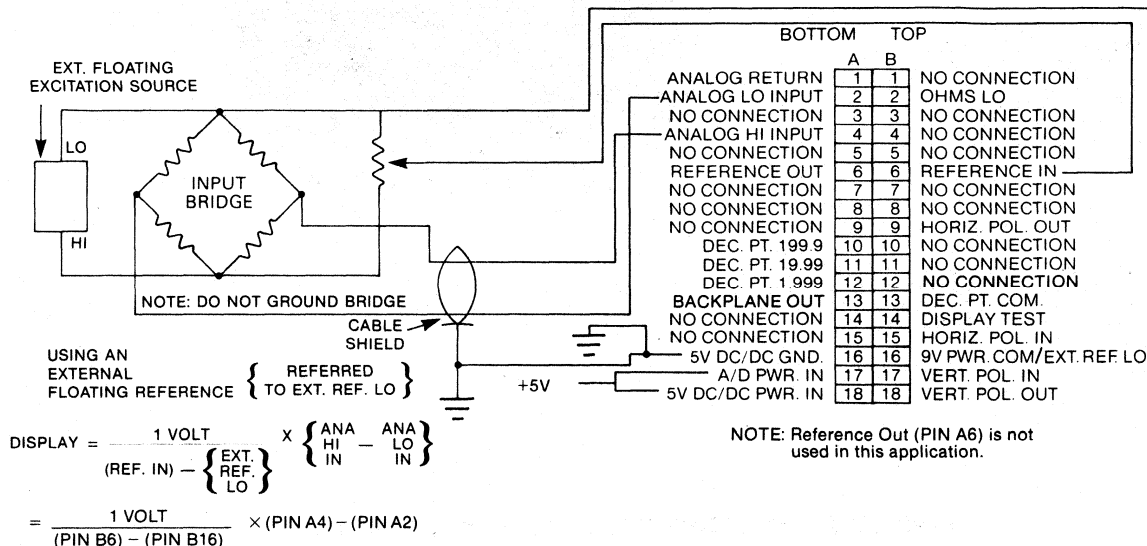 EXT. FLOATING
EXCITATION SOURCE
LO
HI
INPUT
BRIDGE
NOTE: DO NOT GROUND BRIDGE
CABLE
SHIELD
+5V
BOTTOM TOP
A B
ANALOG RETURN 1 1 NO CONNECTION
ANALOG LO INPUT 2 2 OHMS LO
NO CONNECTION 3 3 NO CONNECTION
ANALOG HI INPUT 4 4 NO CONNECTION
NO CONNECTION 5 5 NO CONNECTION
REFERENCE OUT 6 6 REFERENCE IN
NO CONNECTION 7 7 NO CONNECTION
NO CONNECTION 8 8 NO CONNECTION
NO CONNECTION 9 9 HORIZ. POL. OUT
DEC. PT. 199.9 10 10 NO CONNECTION
DEC. PT. 19.99 11 11 NO CONNECTION
DEC. PT. 1.999 12 12 NO CONNECTION
BACKPLANE OUT 13 13 DEC. PT. COM.
NO CONNECTION 14 14 DISPLAY TEST
NO CONNECTION 15 15 HORIZ. POL. IN
5V DC/DC GND. 16 16 9V PWR. COM/EXT. REF. LO
A/D PWR. IN 17 17 VERT. POL. IN
5V DC/DC PWR. IN 18 18 VERT. POL. OUT
NOTE: Reference Out (PIN A6) is not
used in this application.
USING AN
EXTERNAL
FLOATING REFERENCE { REFERRED
TO EXT. REF. LO }
DISPLAY = 1 VOLT X { ANA HI IN – ANA LO IN }
(REF. IN) – { EXT. REF. LO }
= 1 VOLT × (PIN A4) – (PIN A2)
(PIN B6) – (PIN B16)